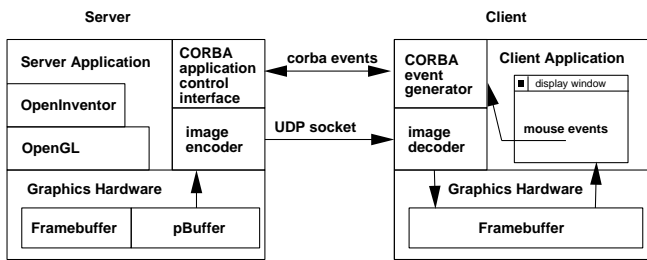 Server
Client
Server Application
CORBA
application
control
interface
corba events
CORBA
event
generator
Client Application
display window
OpenInventor
mouse events
UDP socket
image
encoder
image
decoder
OpenGL
Graphics Hardware
Graphics Hardware
Framebuffer
pBuffer
Framebuffer